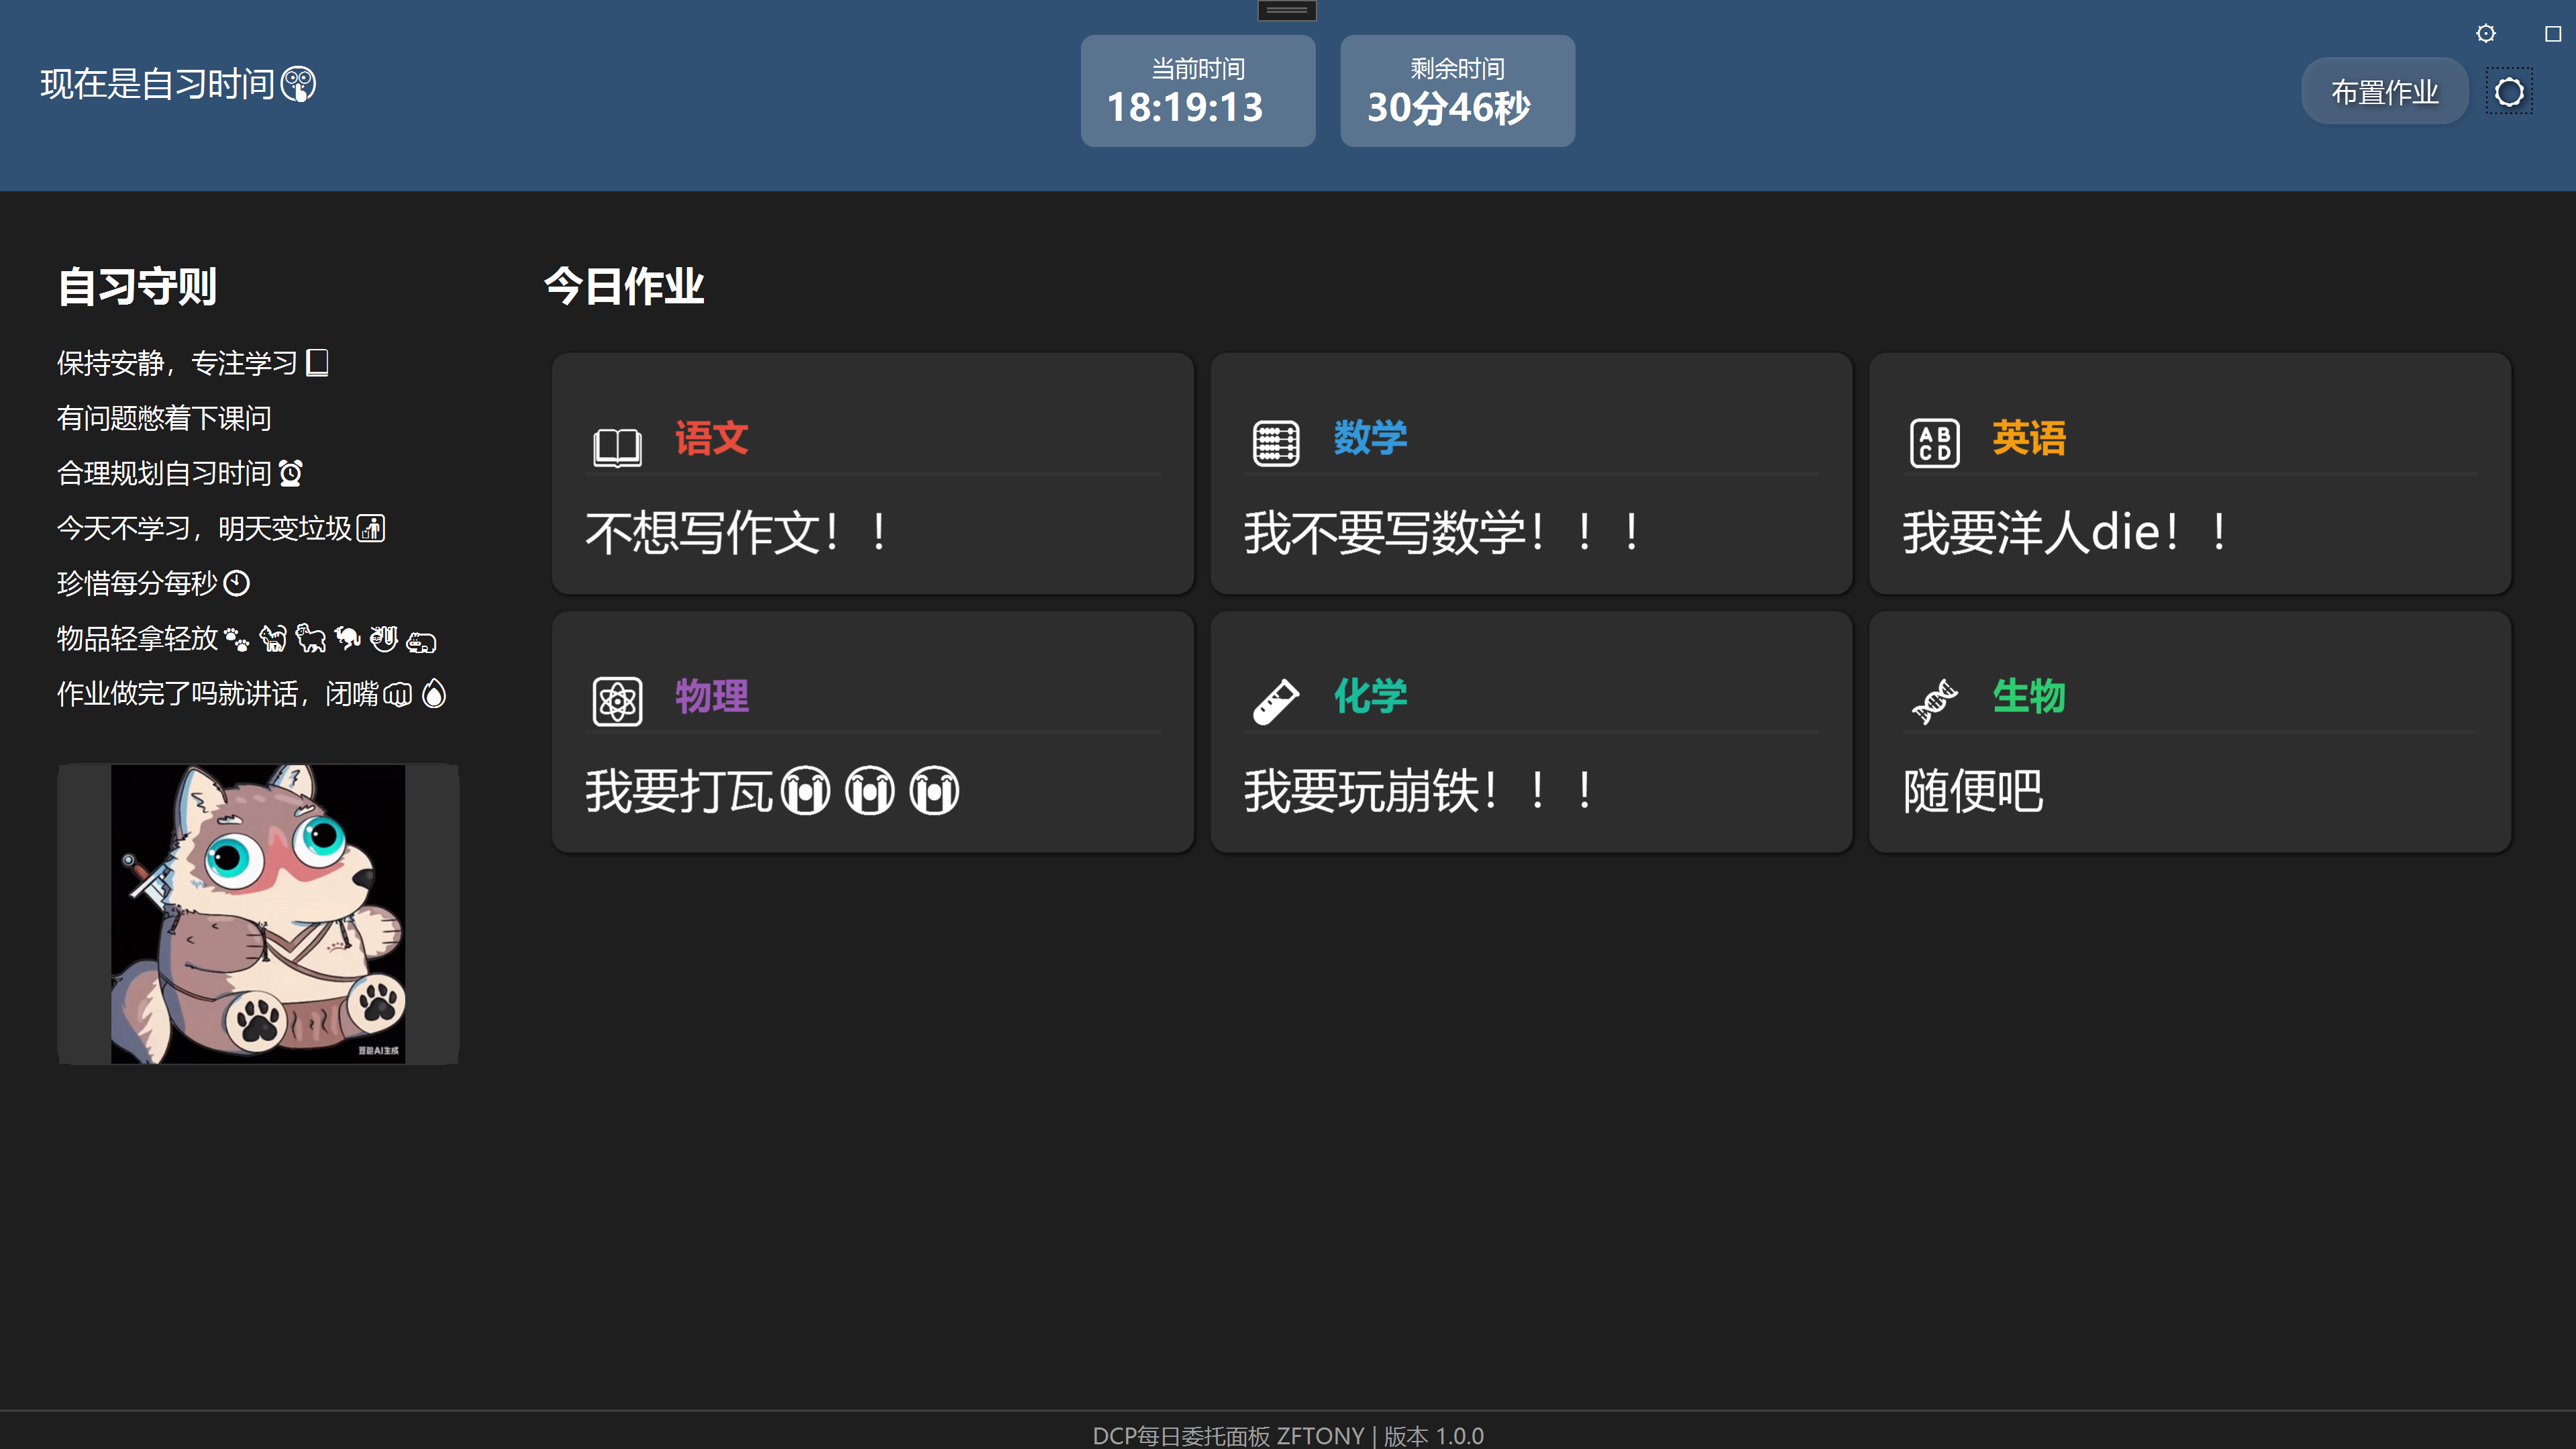 现在是自习时间🤫
当前时间
18:19:13
剩余时间
30分46秒
布置作业
自习守则
保持安静，专注学习📕
有问题憋着下课问
合理规划自习时间⏰
今天不学习，明天变垃圾🚮
珍惜每分每秒🕙
物品轻拿轻放
作业做完了吗就讲话，闭嘴👊💧
豆包AI生成
今日作业
语文
不想写作文！！
数学
我不要写数学！！！
ABCD
英语
我要洋人die！！
物理
我要打瓦😭😭😭
化学
我要玩崩铁！！！
生物
随便吧
DCP每日委托面板 ZFTONY | 版本 1.0.0